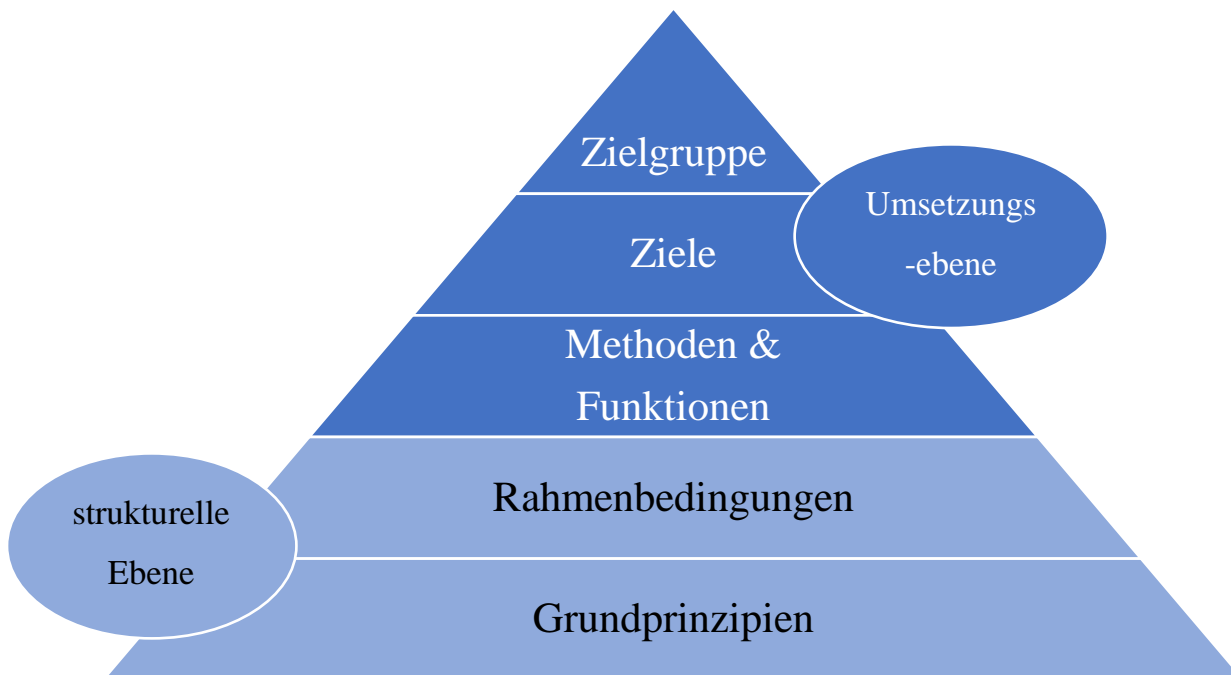 Zielgruppe
Umsetzungs
-ebene
Ziele
Methoden &
Funktionen
Rahmenbedingungen
strukturelle
Ebene
Grundprinzipien